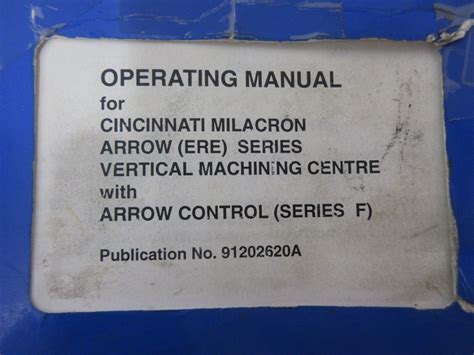 OPERATING MANUAL
for
CINCINNATI MILACRON
ARROW (ERE) SERIES
VERTICAL MACHINING CENTRE
with
ARROW CONTROL (SERIES F)
Publication No. 91202620A